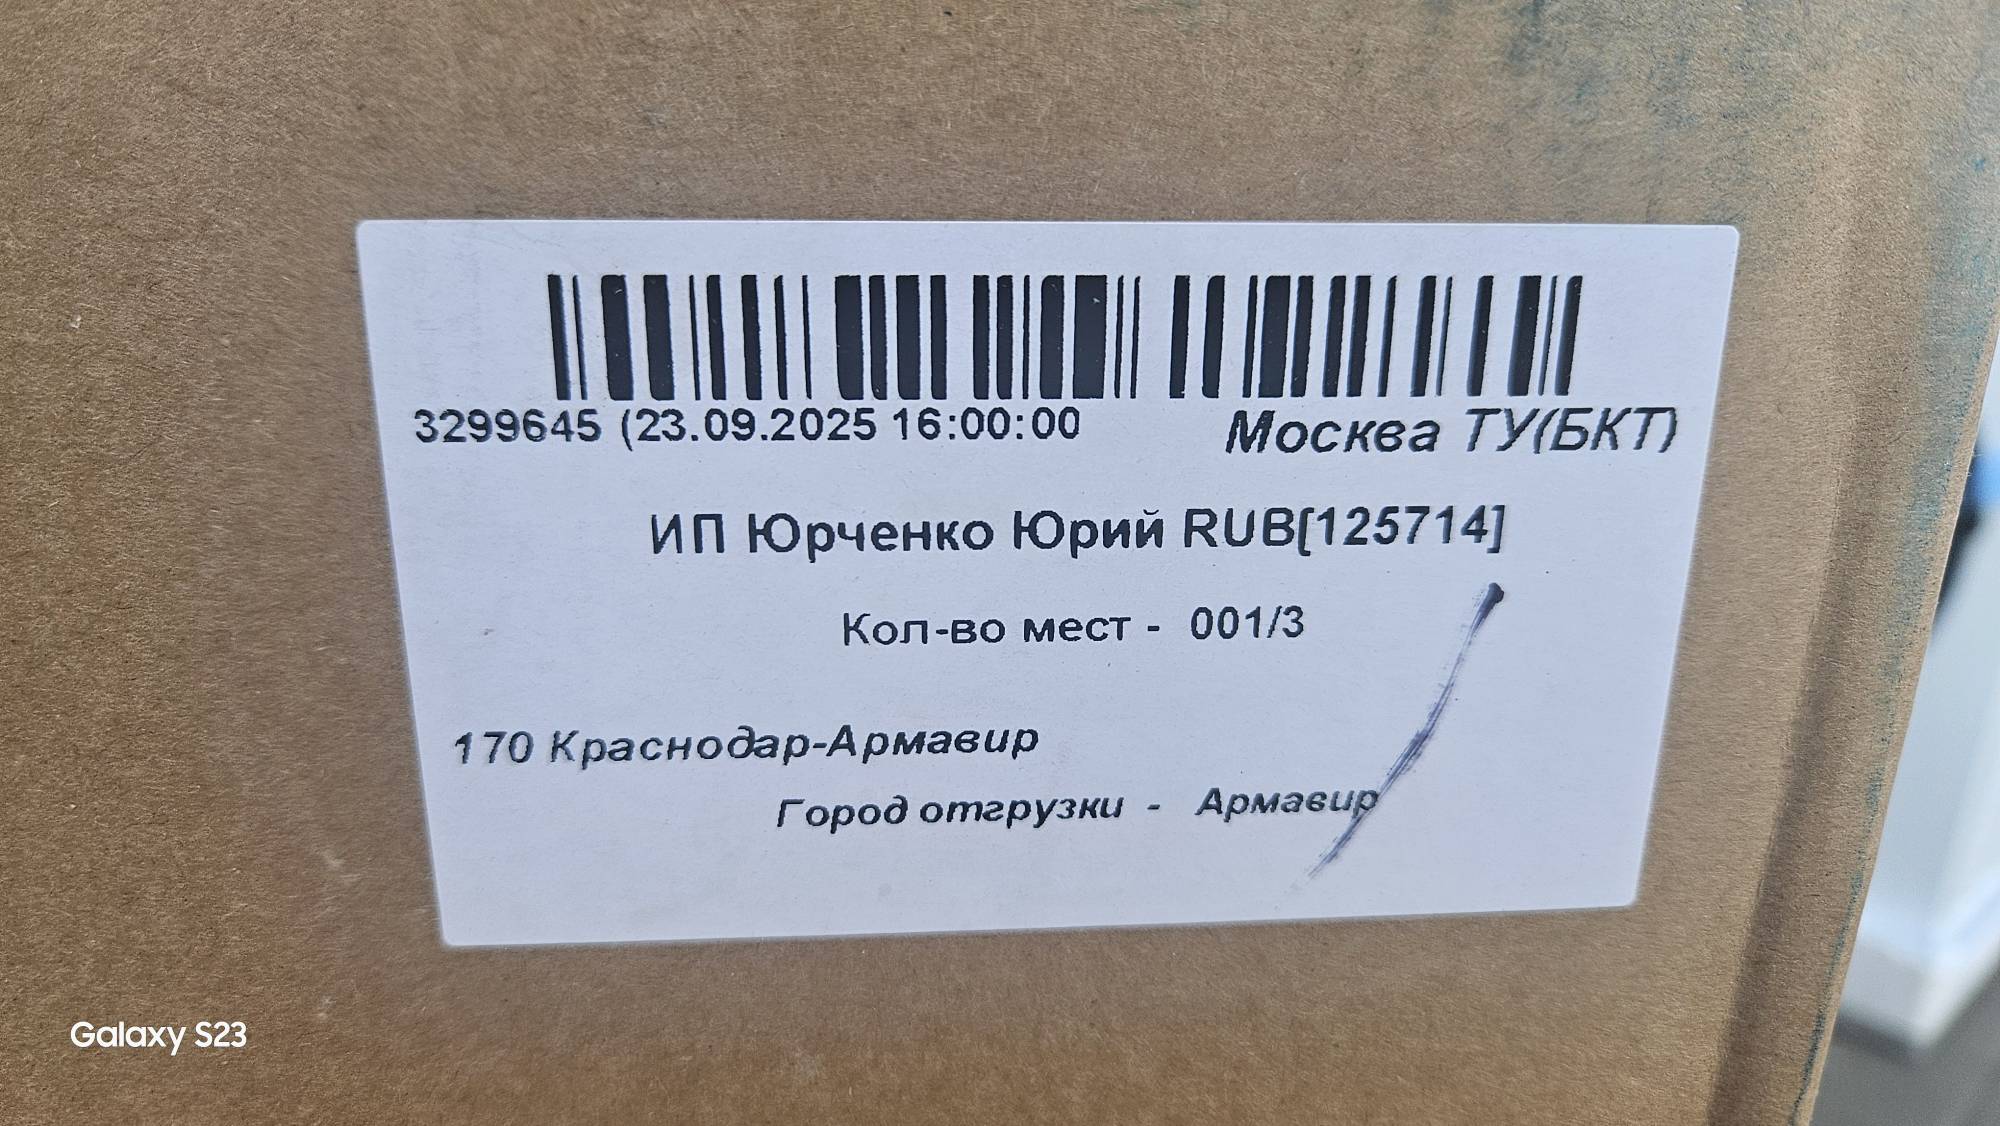 3299645 (23.09.2025 16:00:00 Москва ТУ(БКТ)
ИП Юрченко Юрий RUB[125714]
Кол-во мест - 001/3
170 Краснодар-Армавир
Город отгрузки - Армавир
Galaxy S23